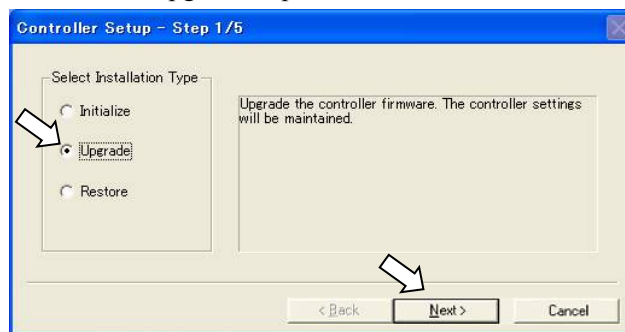 Controller Setup - Step 1/5
Select Installation Type
Initialize
Upgrade
Restore
Upgrade the controller firmware. The controller settings
will be maintained.
< Back
Next >
Cancel